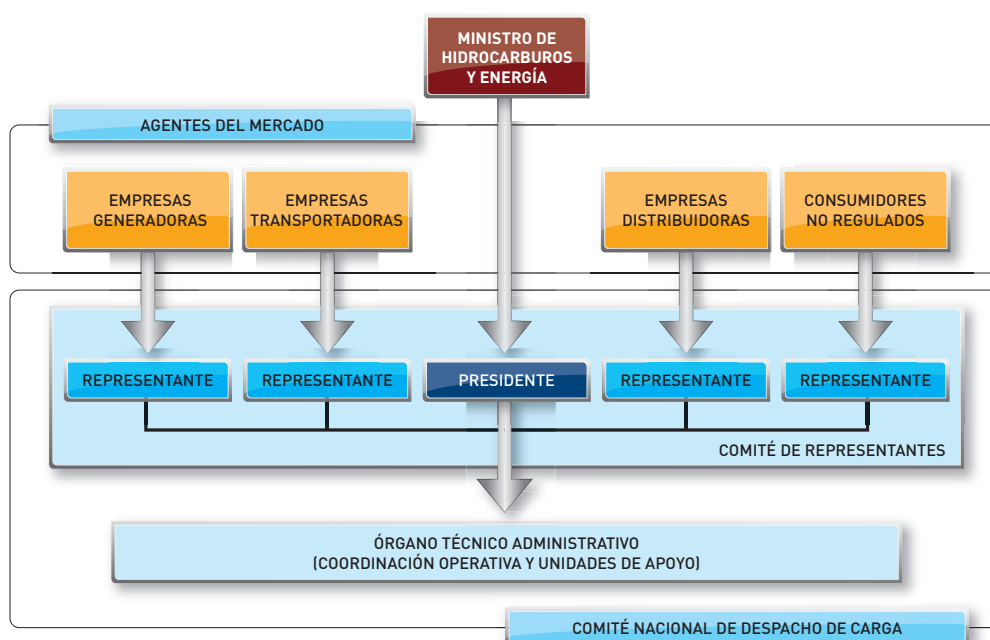 MINISTRO DE
HIDROCARBUROS
Y ENERGÍA
AGENTES DEL MERCADO
EMPRESAS
GENERADORAS
EMPRESAS
TRANSPORTADORAS
EMPRESAS
DISTRIBUIDORAS
CONSUMIDORES
NO REGULADOS
REPRESENTANTE
REPRESENTANTE
PRESIDENTE
REPRESENTANTE
REPRESENTANTE
COMITÉ DE REPRESENTANTES
ÓRGANO TÉCNICO ADMINISTRATIVO
(COORDINACIÓN OPERATIVA Y UNIDADES DE APOYO)
COMITÉ NACIONAL DE DESPACHO DE CARGA